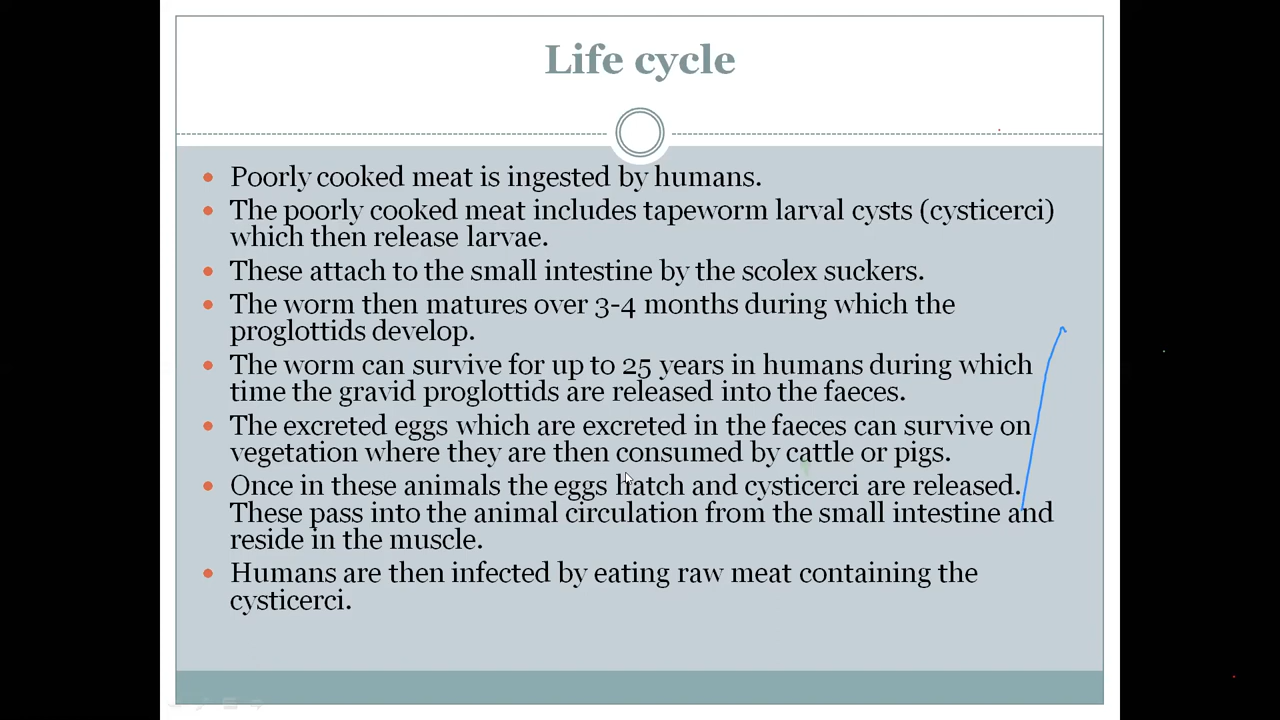 Life cycle
Poorly cooked meat is ingested by humans.
The poorly cooked meat includes tapeworm larval cysts (cysticerci)
which then release larvae.
These attach to the small intestine by the scolex suckers.
The worm then matures over 3-4 months during which the
proglottids develop.
The worm can survive for up to 25 years in humans during which
time the gravid proglottids are released into the faeces.
The excreted eggs which are excreted in the faeces can survive on
vegetation where they are then consumed by cattle or pigs.
Once in these animals the eggs hatch and cysticerci are released.
These pass into the animal circulation from the small intestine and
reside in the muscle.
Humans are then infected by eating raw meat containing the
cysticerci.